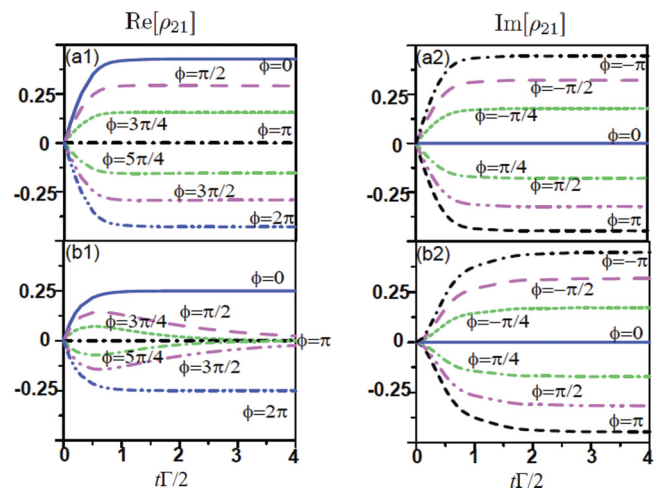 Re[ρ₂₁]
Im[ρ₂₁]
(a1)
0.25
0
-0.25
ϕ=0
ϕ=π/2
ϕ=3π/4
ϕ=π
ϕ=5π/4
ϕ=3π/2
ϕ=2π
(a2)
0.25
0
-0.25
ϕ=−π
ϕ=−π/2
ϕ=−π/4
ϕ=0
ϕ=π/4
ϕ=π/2
ϕ=π
(b1)
0.25
0
-0.25
ϕ=0
ϕ=π/2
ϕ=3π/4
ϕ=π
ϕ=5π/4
ϕ=3π/2
ϕ=2π
0 1 2 3 4
tΓ/2
(b2)
0.25
0
-0.25
ϕ=−π
ϕ=−π/2
ϕ=−π/4
ϕ=0
ϕ=π/4
ϕ=π/2
ϕ=π
0 1 2 3 4
tΓ/2